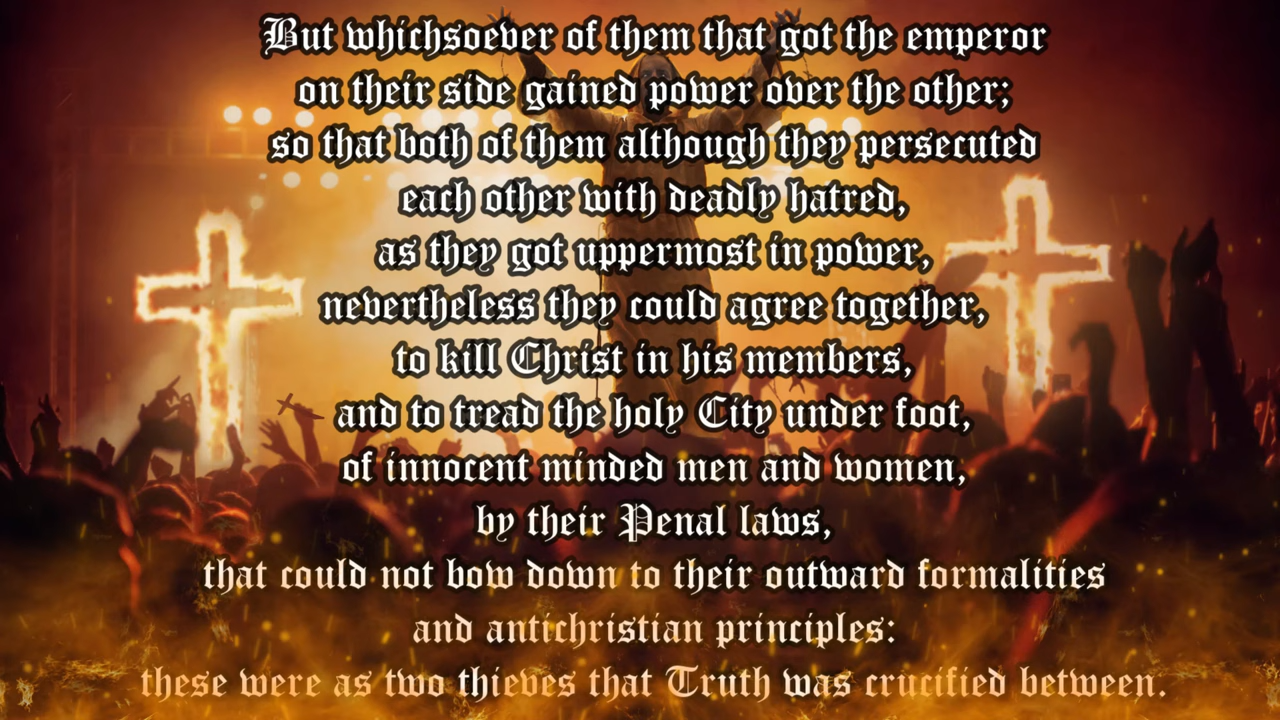 But whichsoever of them that got the emperor
on their side gained power over the other;
so that both of them although they persecuted
each other with deadly hatred,
as they got uppermost in power,
nevertheless they could agree together,
to kill Christ in his members,
and to tread the holy City under foot,
of innocent minded men and women,
by their Penal laws,
that could not bow down to their outward formalities
and antichristian principles:
these were as two thieves that Truth was crucified between.